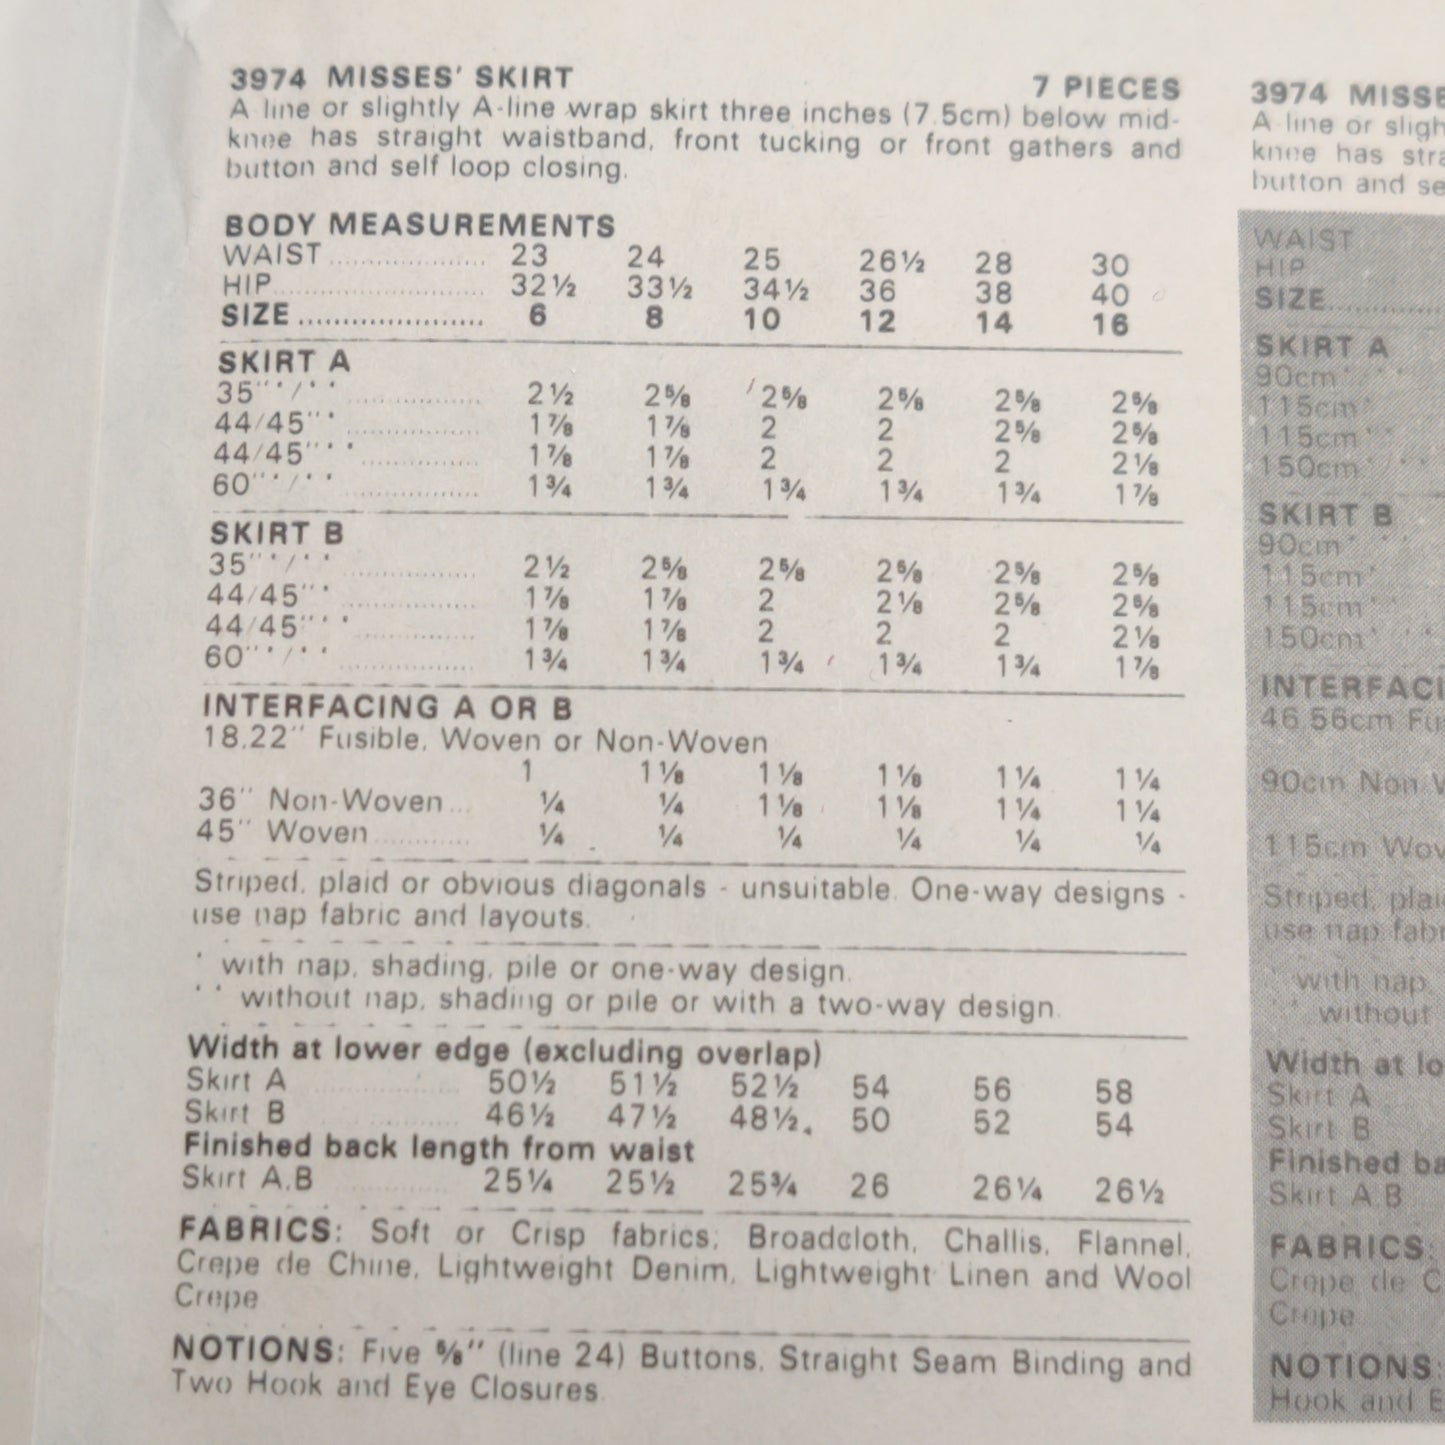 3974 MISSES' SKIRT 7 PIECES
A-line or slightly A-line wrap skirt three inches (7.5cm) below mid-
knee has straight waistband, front tucking or front gathers and
button and self loop closing.
BODY MEASUREMENTS
WAIST 23 24 25 26½ 28 30
HIP 32½ 33½ 34½ 36 38 40
SIZE 6 8 10 12 14 16
SKIRT A
35"*/** 2½ 2⅝ 2⅝ 2⅝ 2⅝ 2⅝
44/45"* 1⅞ 1⅞ 2 2 2⅝ 2⅝
44/45"** 1⅞ 1⅞ 2 2 2 2⅛
60"*/** 1¾ 1¾ 1¾ 1¾ 1¾ 1⅞
SKIRT B
35"*/** 2½ 2⅝ 2⅝ 2⅝ 2⅝ 2⅝
44/45"* 1⅞ 1⅞ 2 2⅛ 2⅝ 2⅝
44/45"** 1⅞ 1⅞ 2 2 2 2⅛
60"*/** 1¾ 1¾ 1¾ 1¾ 1¾ 1⅞
INTERFACING A OR B
18,22" Fusible, Woven or Non-Woven
1 1⅛ 1⅛ 1⅛ 1¼ 1¼
36" Non-Woven ¼ ¼ 1⅛ 1⅛ 1¼ 1¼
45" Woven ¼ ¼ ¼ ¼ ¼ ¼
Striped, plaid or obvious diagonals - unsuitable. One-way designs -
use nap fabric and layouts.
* with nap, shading, pile or one-way design.
** without nap, shading or pile or with a two-way design.
Width at lower edge (excluding overlap)
Skirt A 50½ 51½ 52½ 54 56 58
Skirt B 46½ 47½ 48½ 50 52 54
Finished back length from waist
Skirt A,B 25¼ 25½ 25¾ 26 26¼ 26½
FABRICS: Soft or Crisp fabrics; Broadcloth, Challis, Flannel,
Crepe de Chine, Lightweight Denim, Lightweight Linen and Wool
Crepe
NOTIONS: Five ⅝" (line 24) Buttons, Straight Seam Binding and
Two Hook and Eye Closures.
3974 MISSE
A-line or sligh
knee has stra
button and se
WAIST
HIP
SIZE
SKIRT A
90cm*/**
115cm*
115cm**
150cm*/**
SKIRT B
90cm*/**
115cm*
115cm**
150cm*/**
INTERFACI
46,56cm Fu
90cm Non-W
115cm Wov
Striped, plai
use nap fabr
* with nap,
** without
Width at lo
Skirt A
Skirt B
Finished ba
Skirt A,B
FABRICS:
Crepe de C
Crepe
NOTIONS:
Hook and E